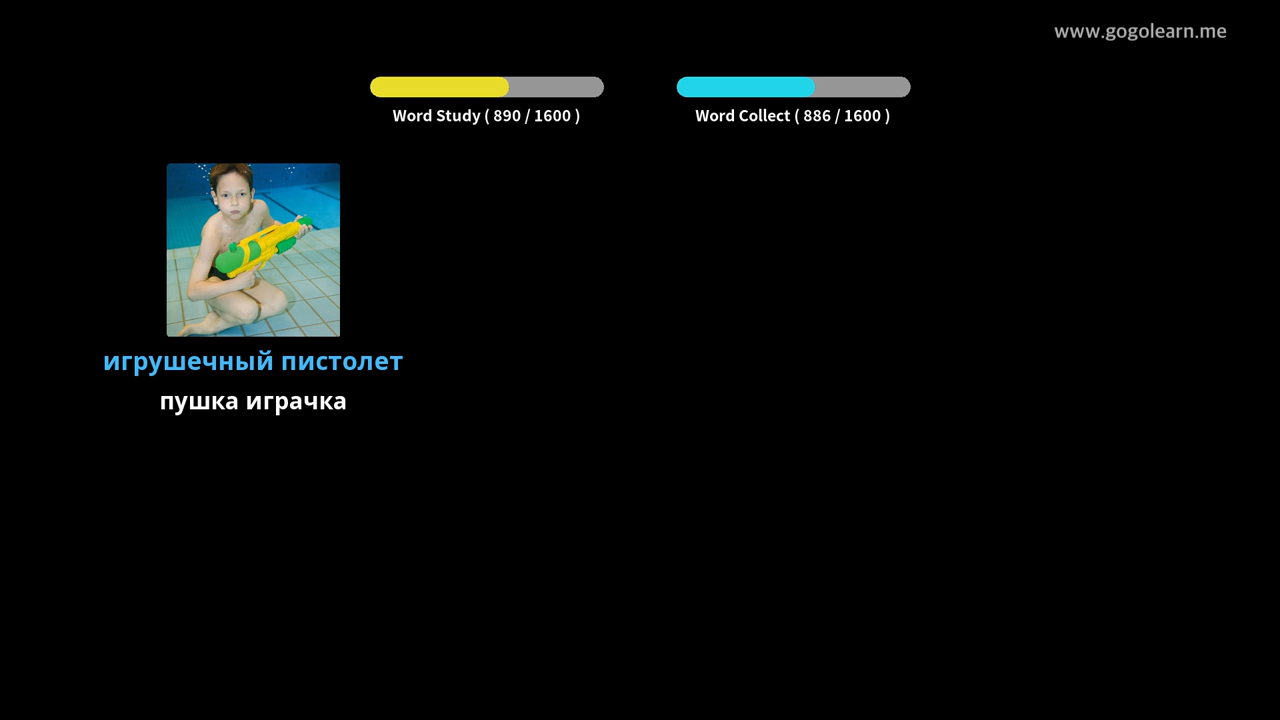 www.gogolearn.me
Word Study ( 890 / 1600 )
Word Collect ( 886 / 1600 )
игрушечный пистолет
пушка играчка